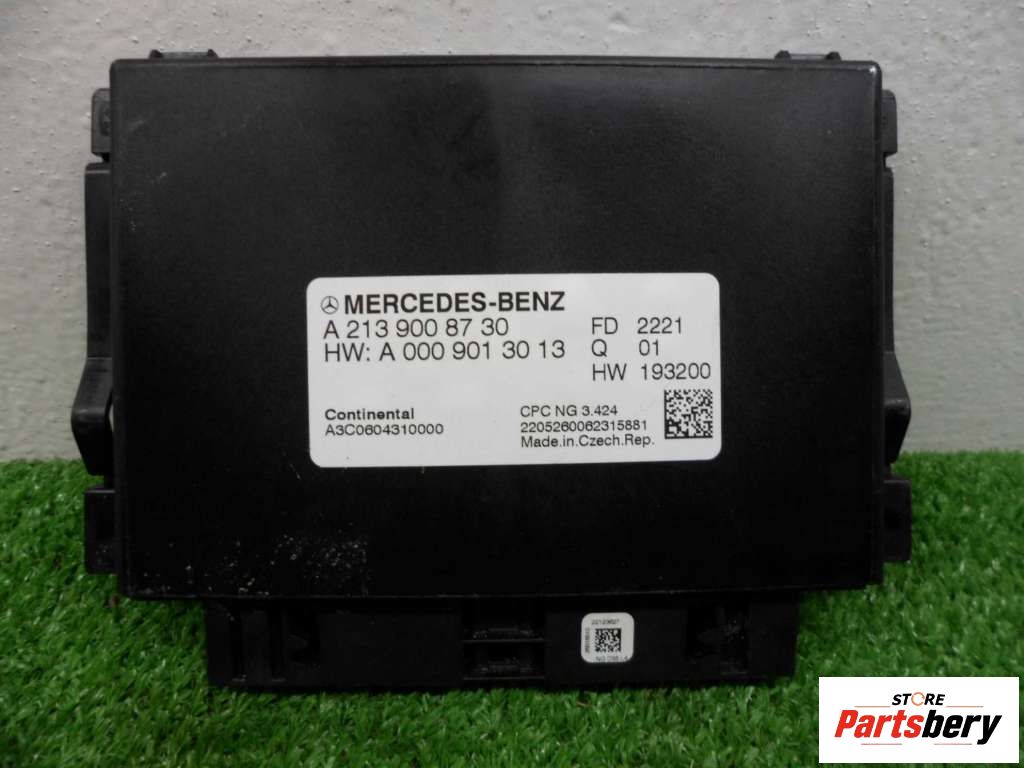 MERCEDES-BENZ
A 213 900 87 30
HW: A 000 901 30 13
FD 2221
Q 01
HW 193200
Continental
A3C0604310000
CPC NG 3.424
2205260062315881
Made.in.Czech.Rep.
22120627
STORE
Partsbery